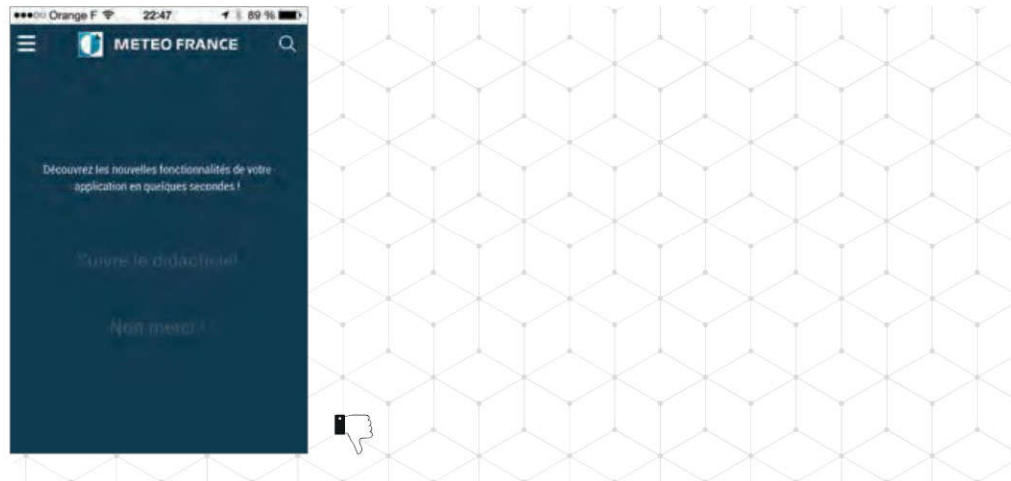 Orange F 22:47 89 %
METEO FRANCE
Découvrez les nouvelles fonctionnalités de votre
application en quelques secondes !
Suivre le didacticiel
Non merci !